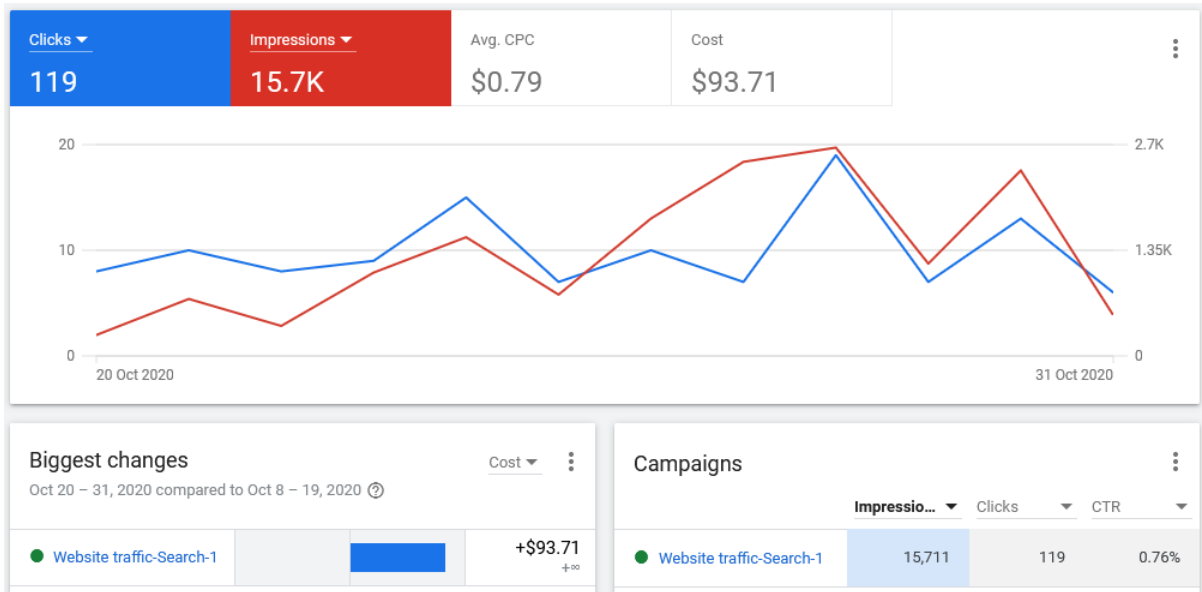 Clicks Impressions Avg. CPC Cost
119 15.7K $0.79 $93.71
20 2.7K
10 1.35K
0 0
20 Oct 2020 31 Oct 2020
Biggest changes Cost
Oct 20 – 31, 2020 compared to Oct 8 – 19, 2020
Website traffic-Search-1 +$93.71
+∞
Campaigns
Impressio... Clicks CTR
Website traffic-Search-1 15,711 119 0.76%